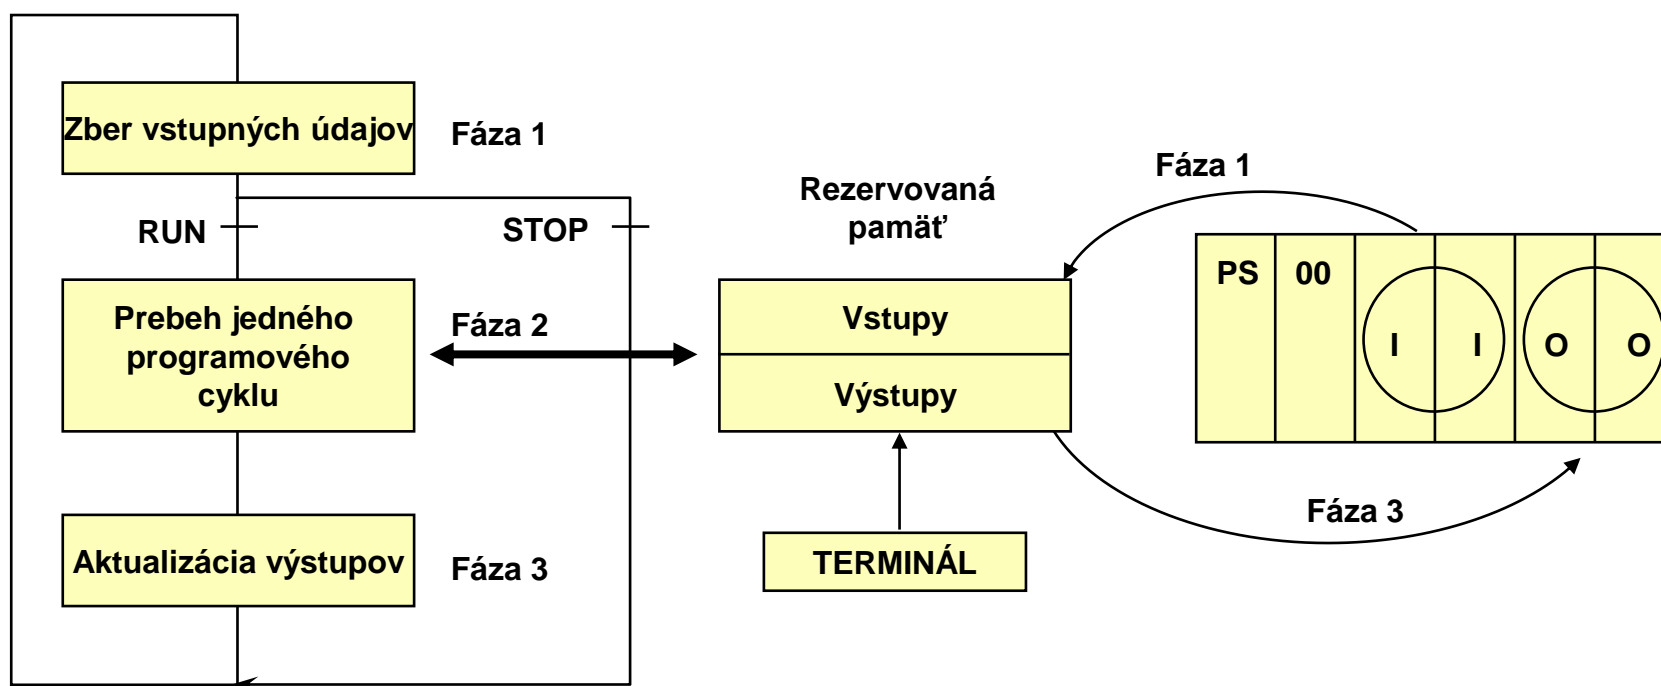 Zber vstupných údajov
Fáza 1
RUN
STOP
Prebeh jedného
programového
cyklu
Fáza 2
Aktualizácia výstupov
Fáza 3
Rezervovaná
pamäť
Vstupy
Výstupy
TERMINÁL
Fáza 1
PS 00
I I O O
Fáza 3